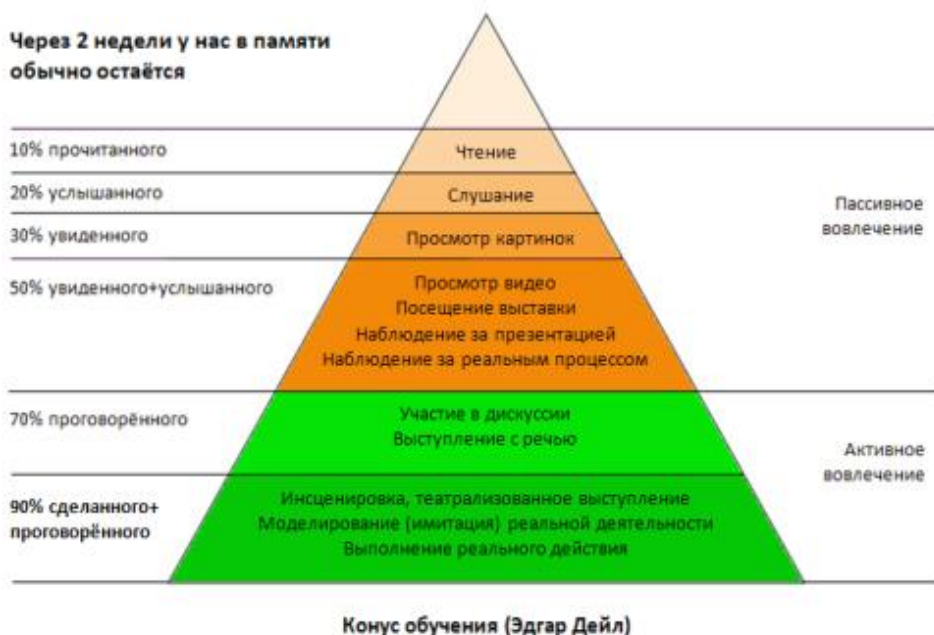 Через 2 недели у нас в памяти
обычно остаётся
10% прочитанного
Чтение
20% услышанного
Слушание
Пассивное
вовлечение
30% увиденного
Просмотр картинок
50% увиденного+услышанного
Просмотр видео
Посещение выставки
Наблюдение за презентацией
Наблюдение за реальным процессом
70% проговорённого
Участие в дискуссии
Выступление с речью
Активное
вовлечение
90% сделанного+
проговорённого
Инсценировка, театрализованное выступление
Моделирование (имитация) реальной деятельности
Выполнение реального действия
Конус обучения (Эдгар Дейл)